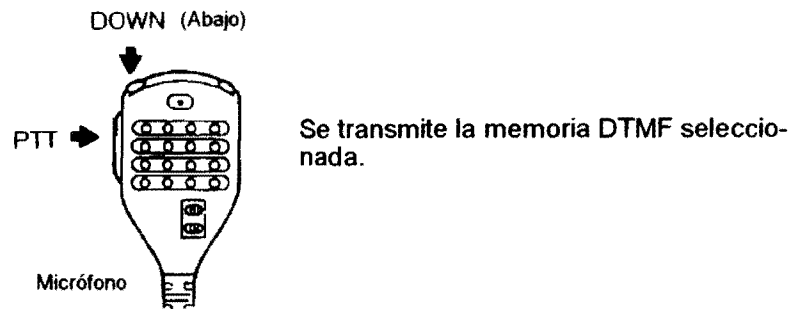 DOWN (Abajo)
PTT
Se transmite la memoria DTMF seleccio-
nada.
Micrófono